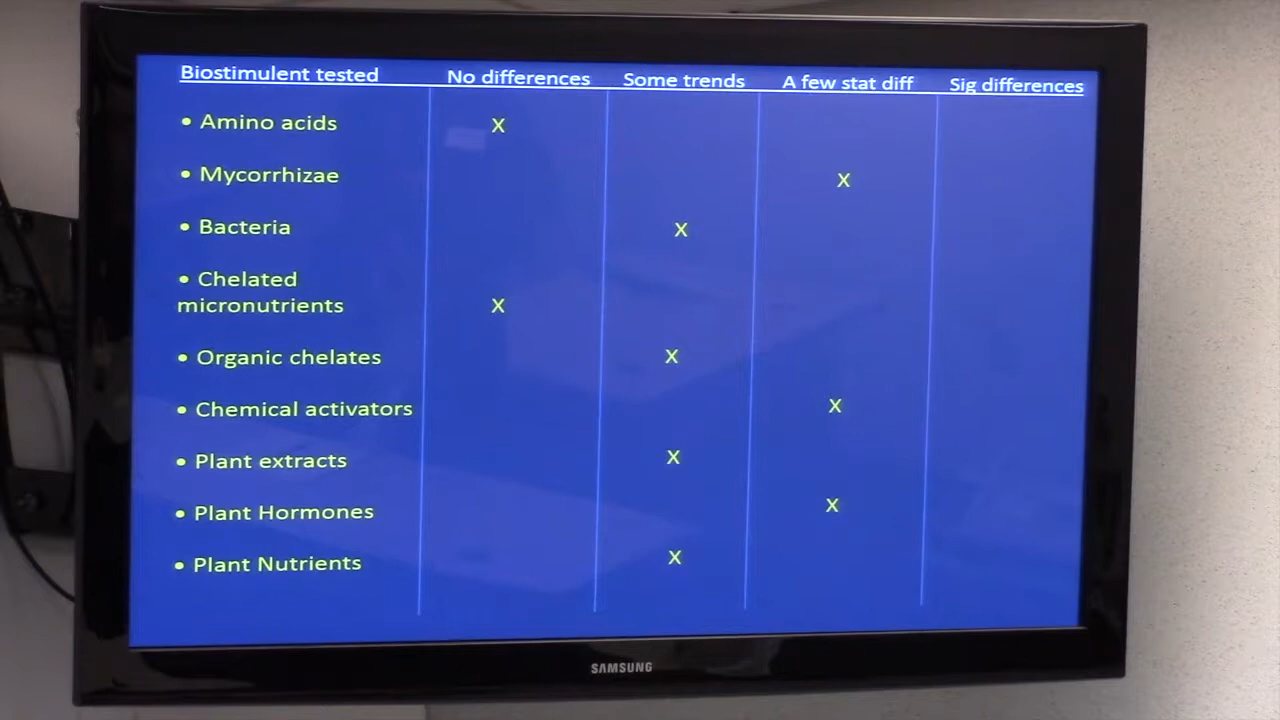 Biostimulent tested No differences Some trends A few stat diff Sig differences
• Amino acids X
• Mycorrhizae X
• Bacteria X
• Chelated
micronutrients X
• Organic chelates X
• Chemical activators X
• Plant extracts X
• Plant Hormones X
• Plant Nutrients X
SAMSUNG